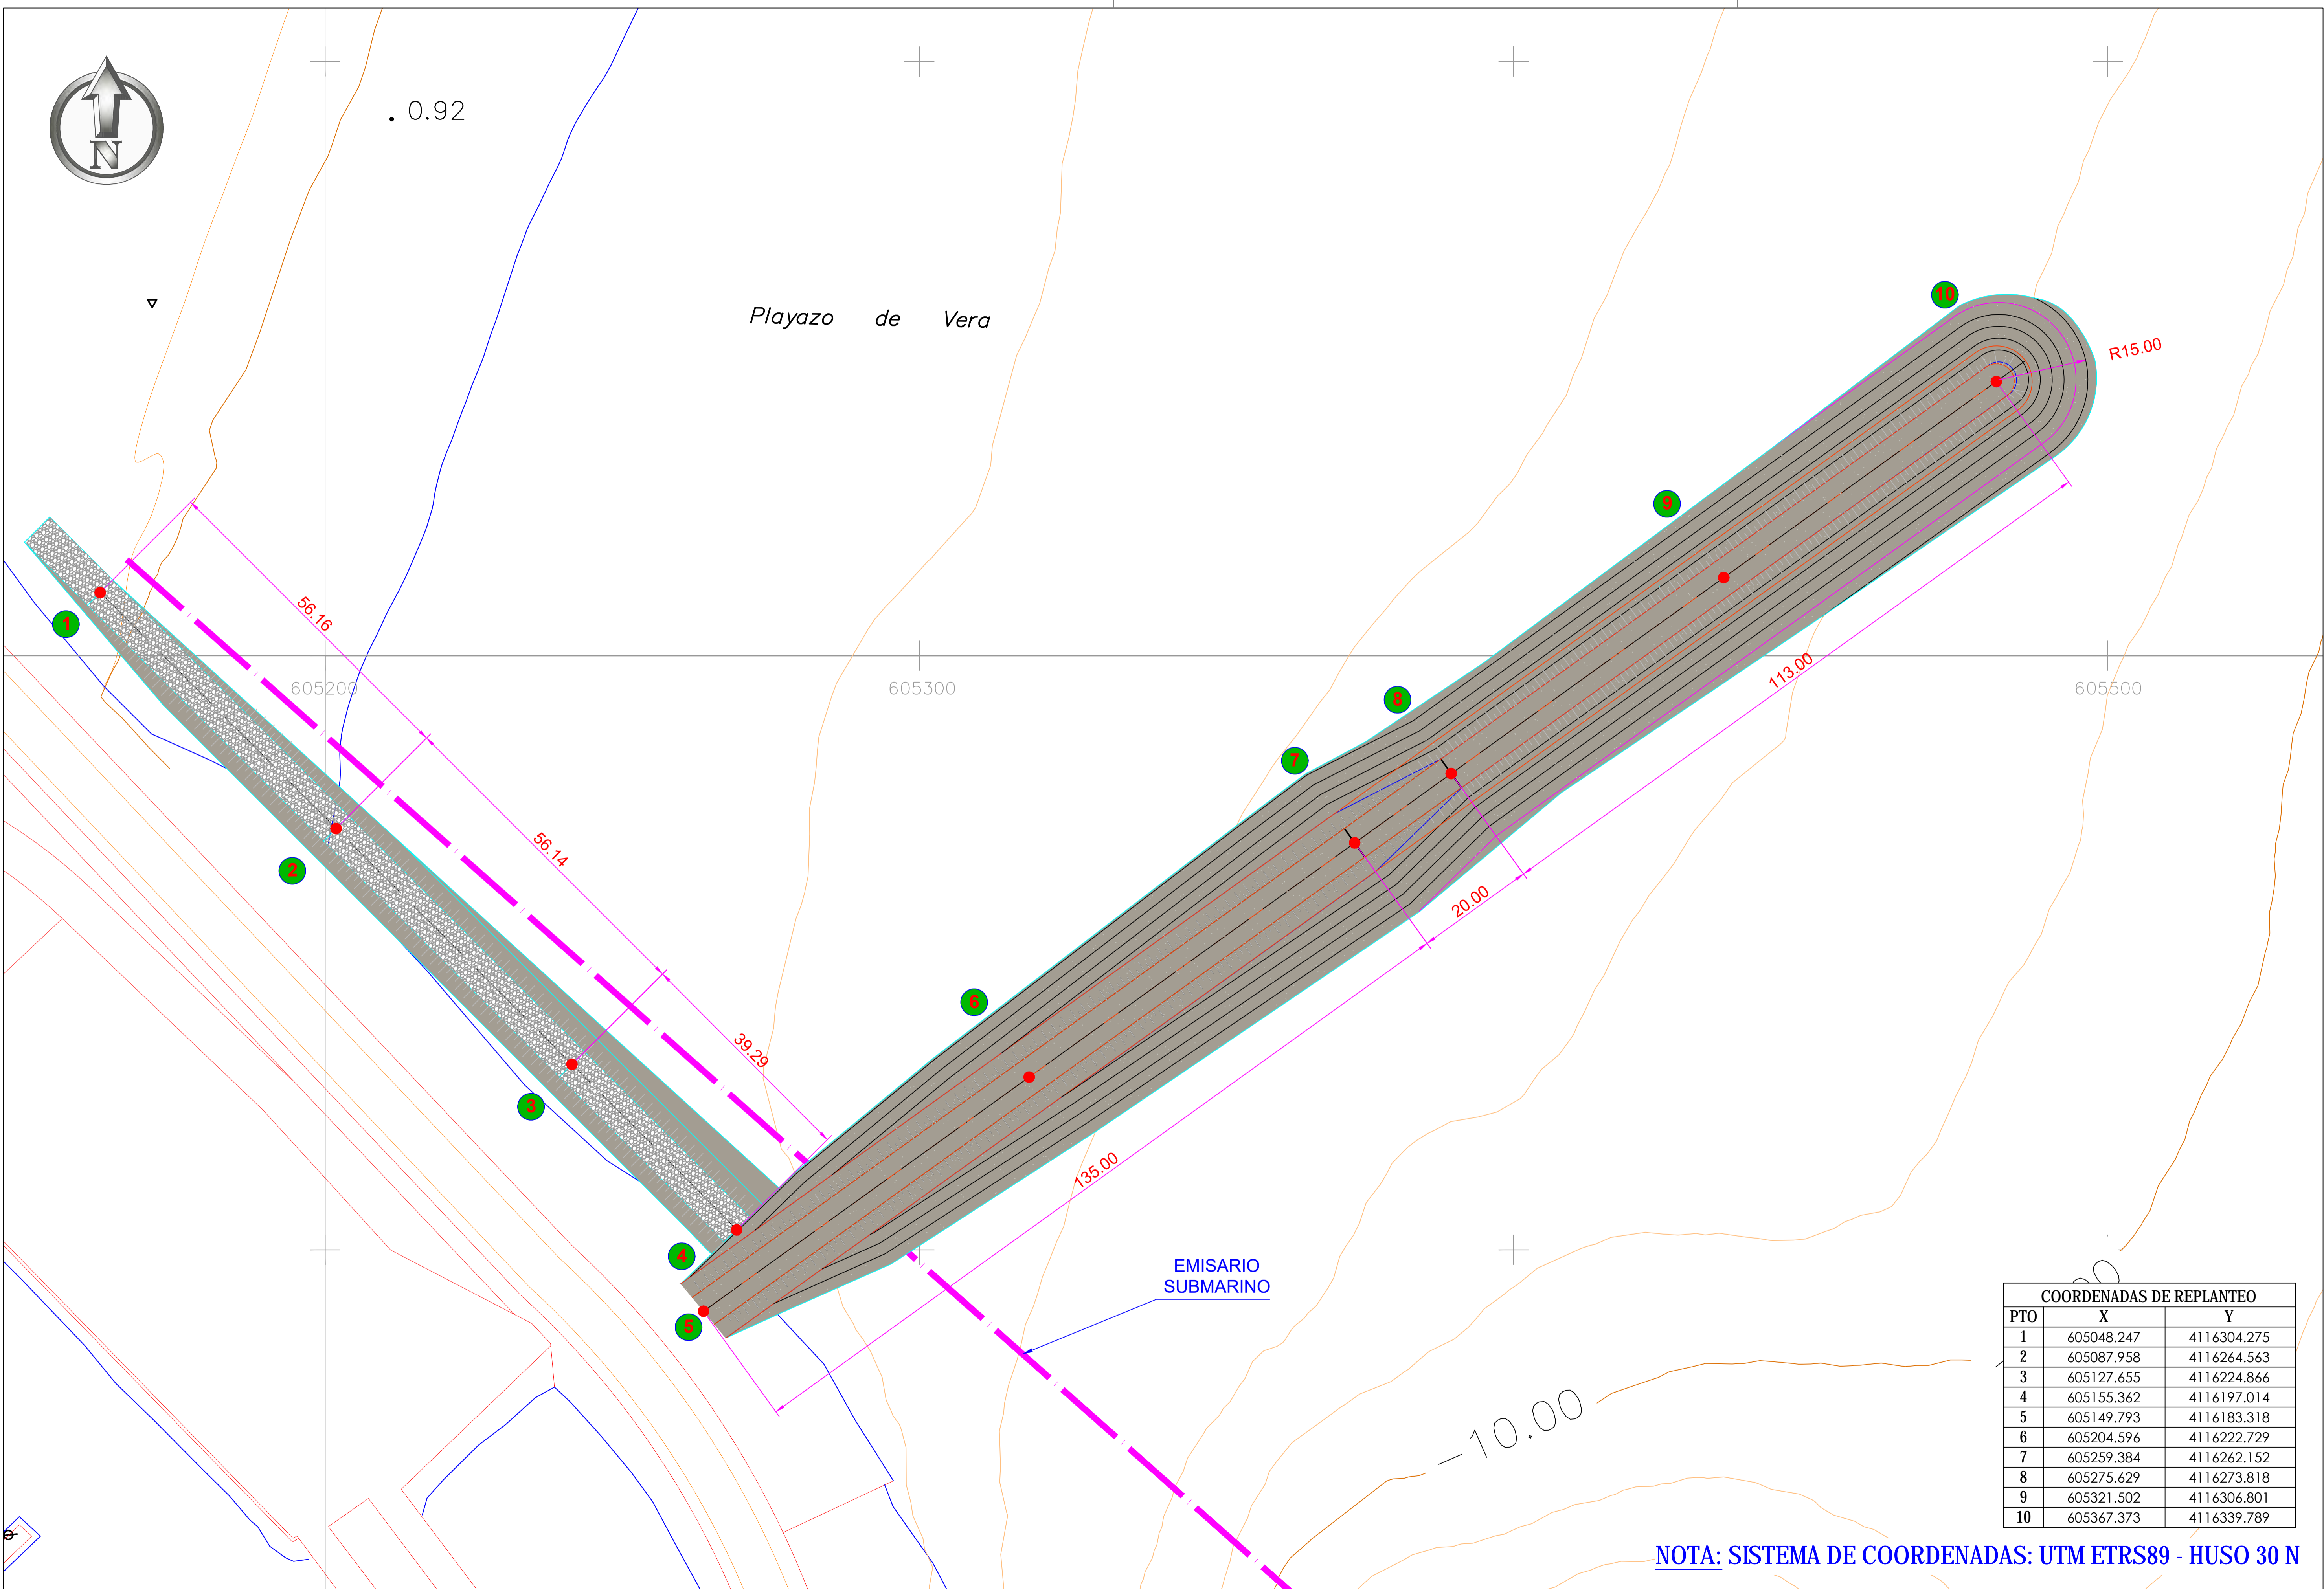 N
. 0.92
Playazo de Vera
10
R15.00
9
1
56.16
605200
605300
605500
113.00
8
7
2
56.14
20.00
6
3
39.29
135.00
4
5
EMISARIO
SUBMARINO
-10.00
COORDENADAS DE REPLANTEO
PTO X Y
1 605048.247 4116304.275
2 605087.958 4116264.563
3 605127.655 4116224.866
4 605155.362 4116197.014
5 605149.793 4116183.318
6 605204.596 4116222.729
7 605259.384 4116262.152
8 605275.629 4116273.818
9 605321.502 4116306.801
10 605367.373 4116339.789
NOTA: SISTEMA DE COORDENADAS: UTM ETRS89 - HUSO 30 N